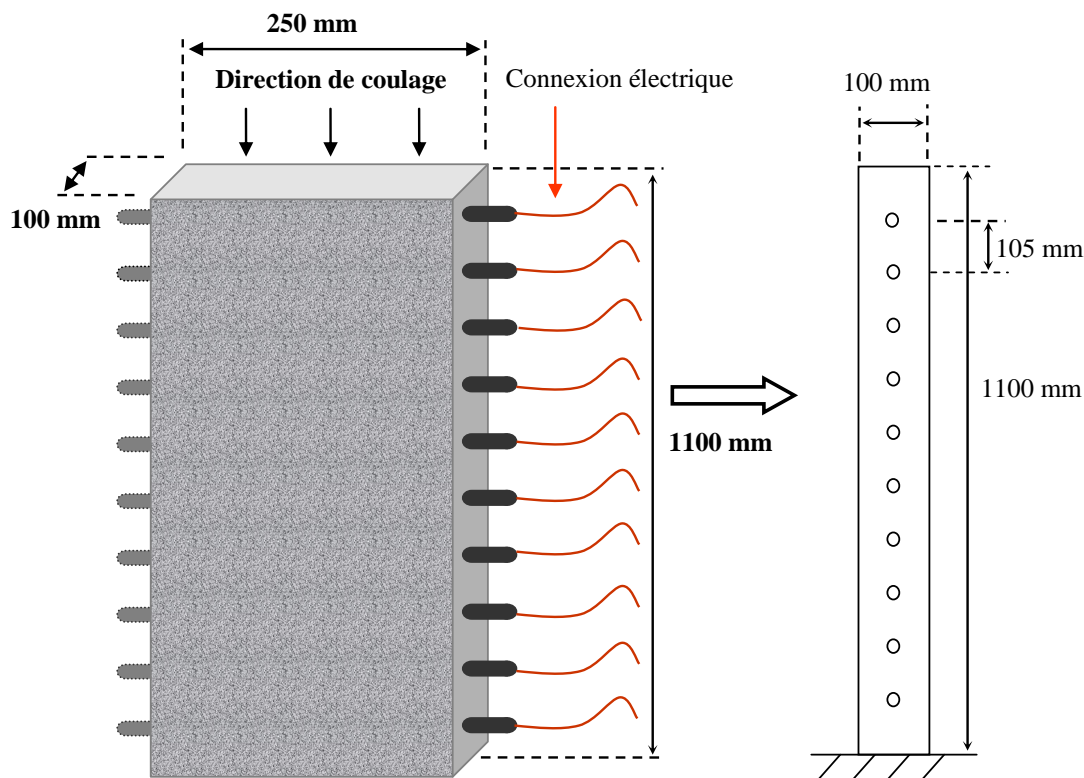 250 mm
Direction de coulage
Connexion électrique
100 mm
1100 mm
100 mm
105 mm
1100 mm